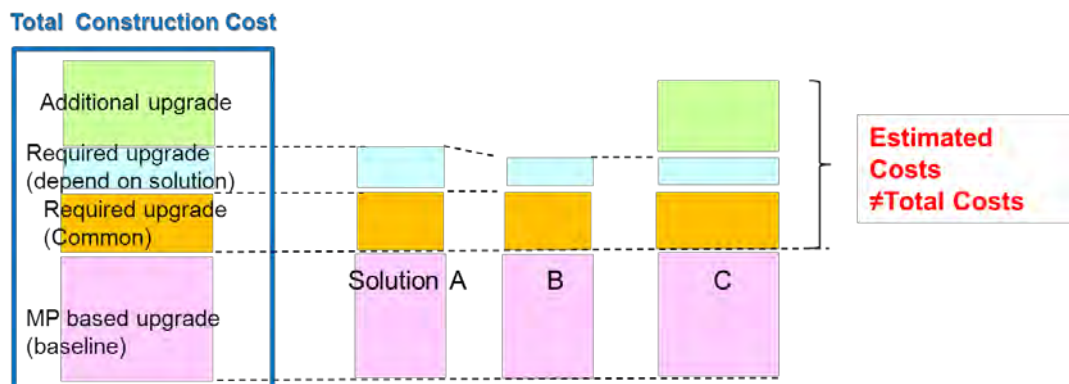 Total Construction Cost
Additional upgrade
Required upgrade
(depend on solution)
Required upgrade
(Common)
MP based upgrade
(baseline)
Solution A
B
C
Estimated
Costs
≠Total Costs